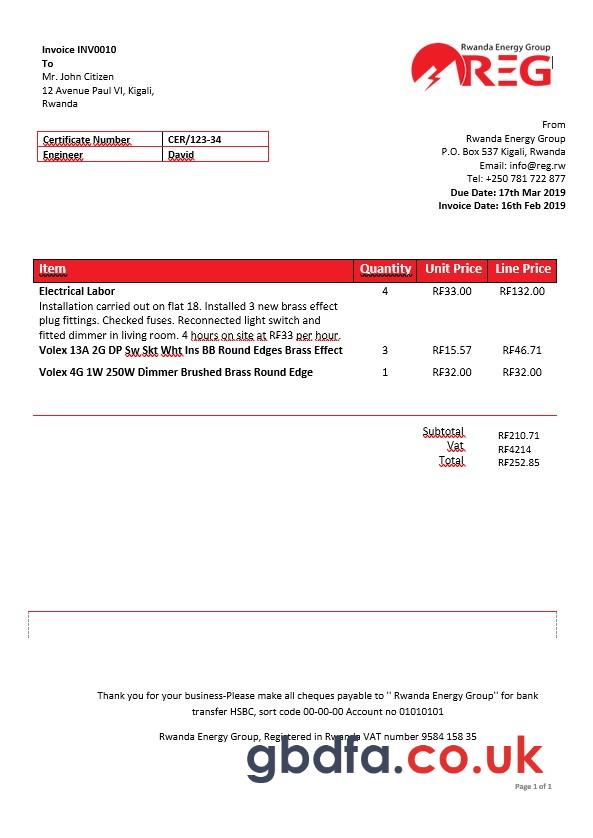 Invoice INV0010
To
Mr. John Citizen
12 Avenue Paul VI, Kigali,
Rwanda
Rwanda Energy Group
REG
Certificate Number CER/123-34
Engineer David
From
Rwanda Energy Group
P.O. Box 537 Kigali, Rwanda
Email: info@reg.rw
Tel: +250 781 722 877
Due Date: 17th Mar 2019
Invoice Date: 16th Feb 2019
Item Quantity Unit Price Line Price
Electrical Labor 4 RF33.00 RF132.00
Installation carried out on flat 18. Installed 3 new brass effect
plug fittings. Checked fuses. Reconnected light switch and
fitted dimmer in living room. 4 hours on site at RF33 per hour.
Volex 13A 2G DP Sw Skt Wht Ins BB Round Edges Brass Effect 3 RF15.57 RF46.71
Volex 4G 1W 250W Dimmer Brushed Brass Round Edge 1 RF32.00 RF32.00
Subtotal RF210.71
Vat RF4214
Total RF252.85
Thank you for your business-Please make all cheques payable to " Rwanda Energy Group" for bank
transfer HSBC, sort code 00-00-00 Account no 01010101
Rwanda Energy Group, Registered in Rwanda VAT number 9584 158 35
gbdfa.co.uk
Page 1 of 1